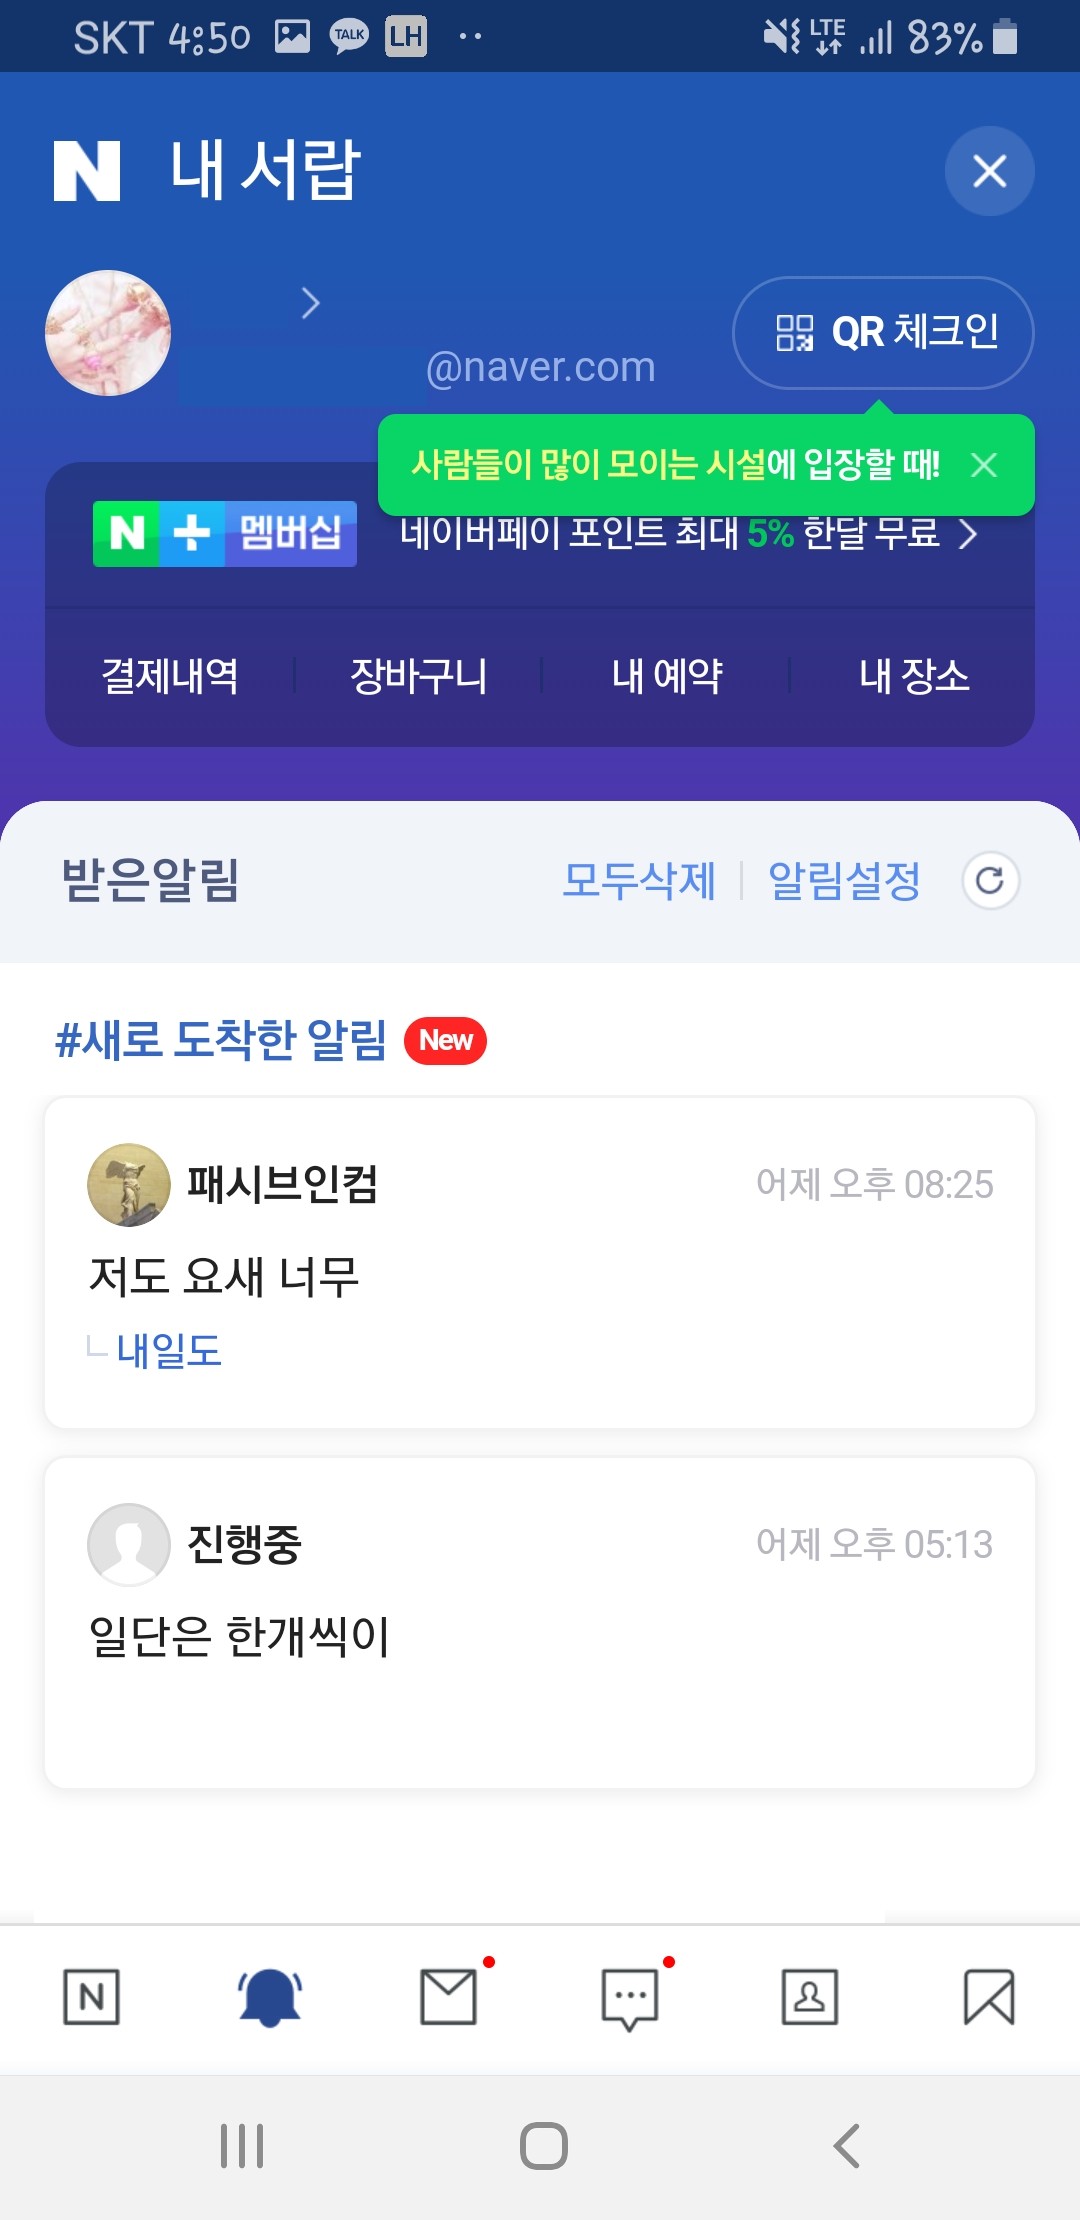 SKT 4:50 TALK LH LTE 83%
N 내 서랍
QR 체크인
@naver.com
사람들이 많이 모이는 시설에 입장할 때!
N + 멤버십 네이버페이 포인트 최대 5% 한달 무료
결제내역 장바구니 내 예약 내 장소
받은알림 모두삭제 알림설정
#새로 도착한 알림 New
패시브인컴 어제 오후 08:25
저도 요새 너무
내일도
진행중 어제 오후 05:13
일단은 한개씩이
N